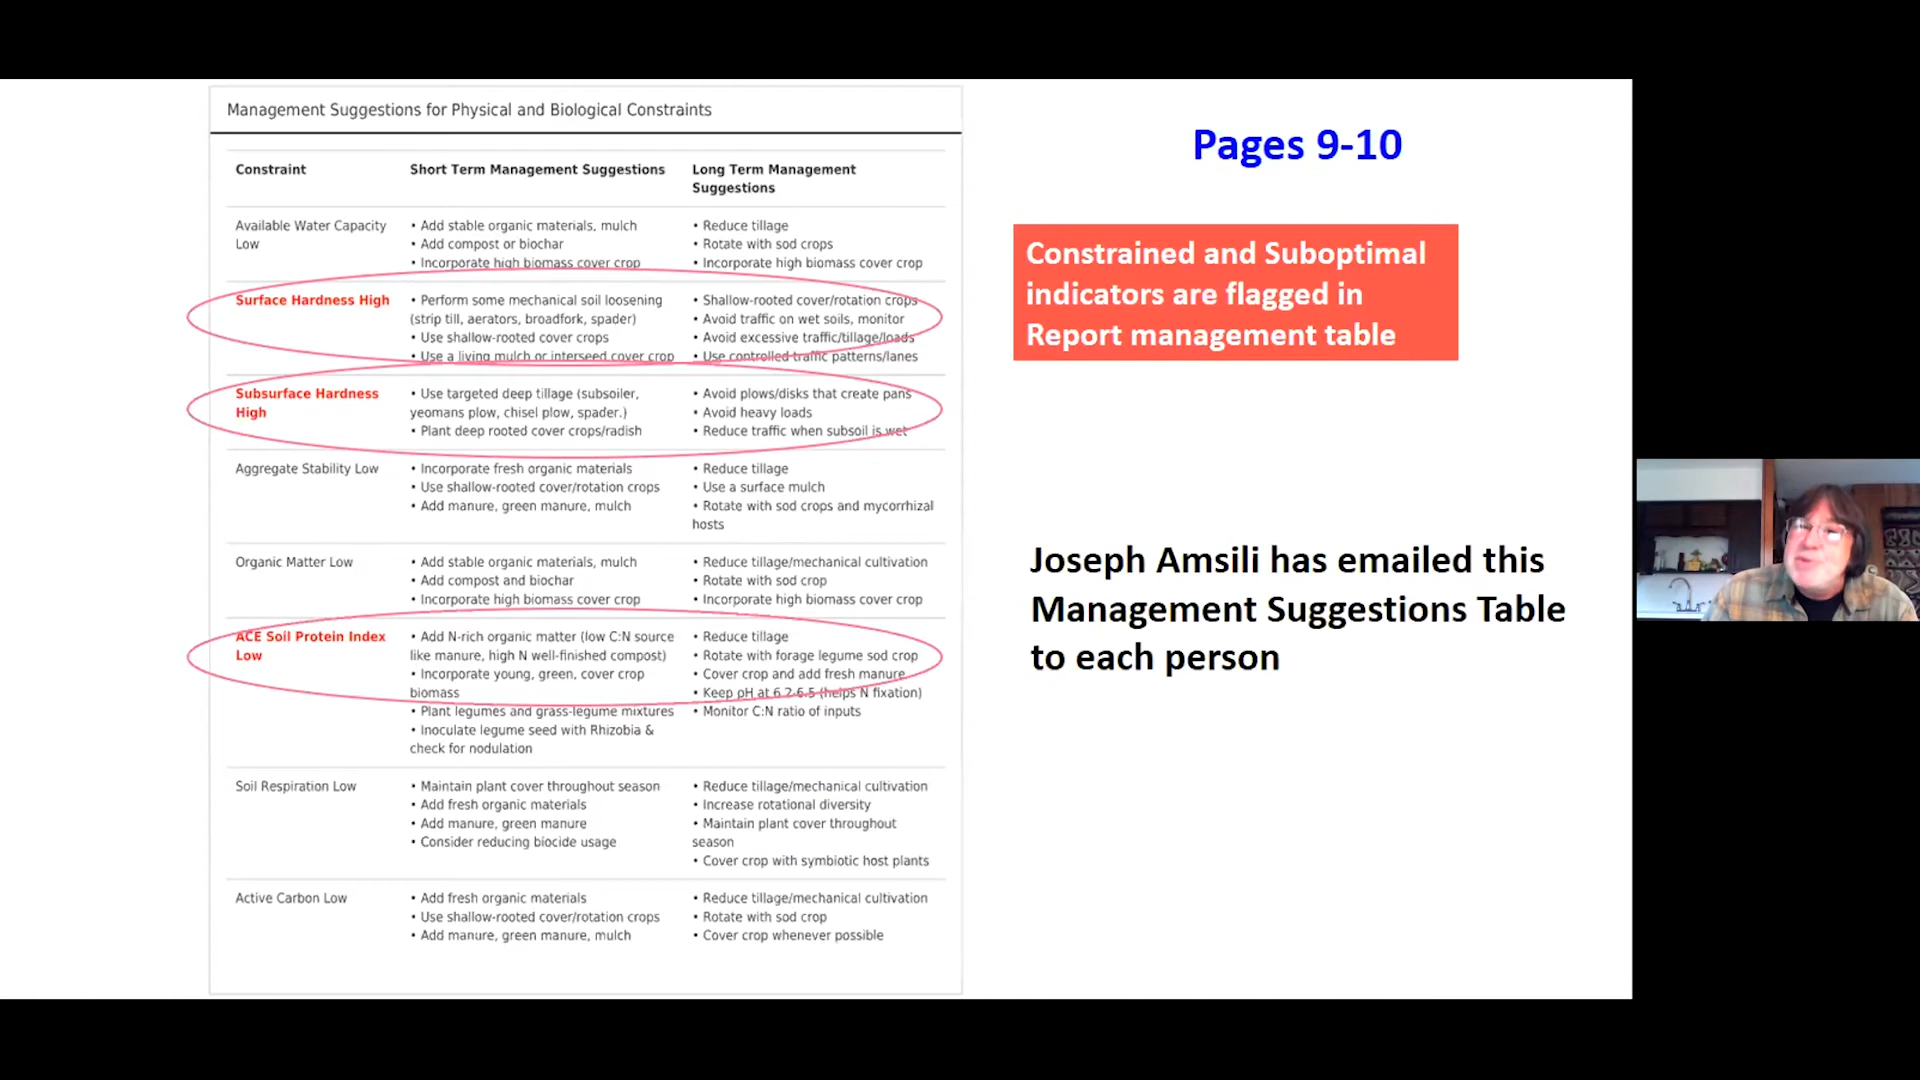 Management Suggestions for Physical and Biological Constraints
Constraint
Short Term Management Suggestions
Long Term Management
Suggestions
Available Water Capacity
Low
• Add stable organic materials, mulch
• Add compost or biochar
• Incorporate high biomass cover crop
• Reduce tillage
• Rotate with sod crops
• Incorporate high biomass cover crop
Surface Hardness High
• Perform some mechanical soil loosening
(strip till, aerators, broadfork, spader)
• Use shallow-rooted cover crops
• Use a living mulch or interseed cover crop
• Shallow-rooted cover/rotation crops
• Avoid traffic on wet soils, monitor
• Avoid excessive traffic/tillage/loads
• Use controlled traffic patterns/lanes
Subsurface Hardness
High
• Use targeted deep tillage (subsoiler,
yeomans plow, chisel plow, spader.)
• Plant deep rooted cover crops/radish
• Avoid plows/disks that create pans
• Avoid heavy loads
• Reduce traffic when subsoil is wet
Aggregate Stability Low
• Incorporate fresh organic materials
• Use shallow-rooted cover/rotation crops
• Add manure, green manure, mulch
• Reduce tillage
• Use a surface mulch
• Rotate with sod crops and mycorrhizal
hosts
Organic Matter Low
• Add stable organic materials, mulch
• Add compost and biochar
• Incorporate high biomass cover crop
• Reduce tillage/mechanical cultivation
• Rotate with sod crop
• Incorporate high biomass cover crop
ACE Soil Protein Index
Low
• Add N-rich organic matter (low C:N source
like manure, high N well-finished compost)
• Incorporate young, green, cover crop
biomass
• Plant legumes and grass-legume mixtures
• Inoculate legume seed with Rhizobia &
check for nodulation
• Reduce tillage
• Rotate with forage legume sod crop
• Cover crop and add fresh manure
• Keep pH at 6.2-6.5 (helps N fixation)
• Monitor C:N ratio of inputs
Soil Respiration Low
• Maintain plant cover throughout season
• Add fresh organic materials
• Add manure, green manure
• Consider reducing biocide usage
• Reduce tillage/mechanical cultivation
• Increase rotational diversity
• Maintain plant cover throughout
season
• Cover crop with symbiotic host plants
Active Carbon Low
• Add fresh organic materials
• Use shallow-rooted cover/rotation crops
• Add manure, green manure, mulch
• Reduce tillage/mechanical cultivation
• Rotate with sod crop
• Cover crop whenever possible
Pages 9-10
Constrained and Suboptimal
indicators are flagged in
Report management table
Joseph Amsili has emailed this
Management Suggestions Table
to each person